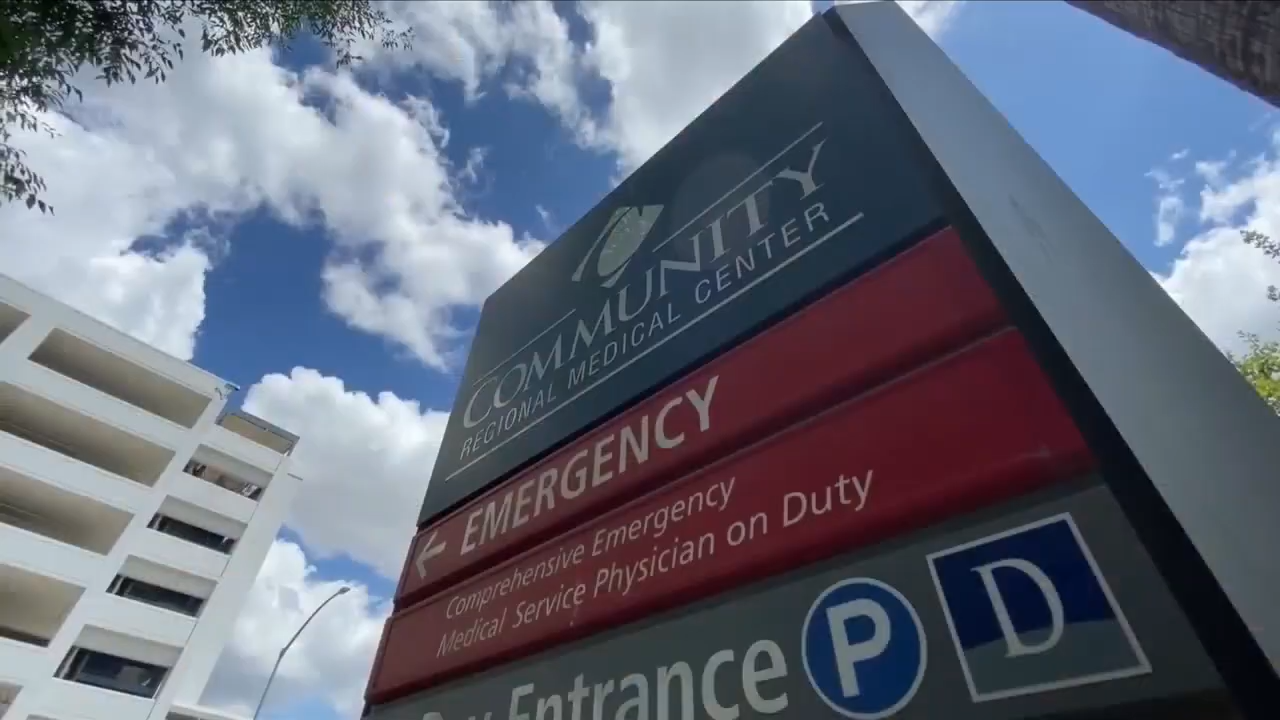 COMMUNITY
REGIONAL MEDICAL CENTER
← EMERGENCY
Comprehensive Emergency
Medical Service Physician on Duty
Entrance P D